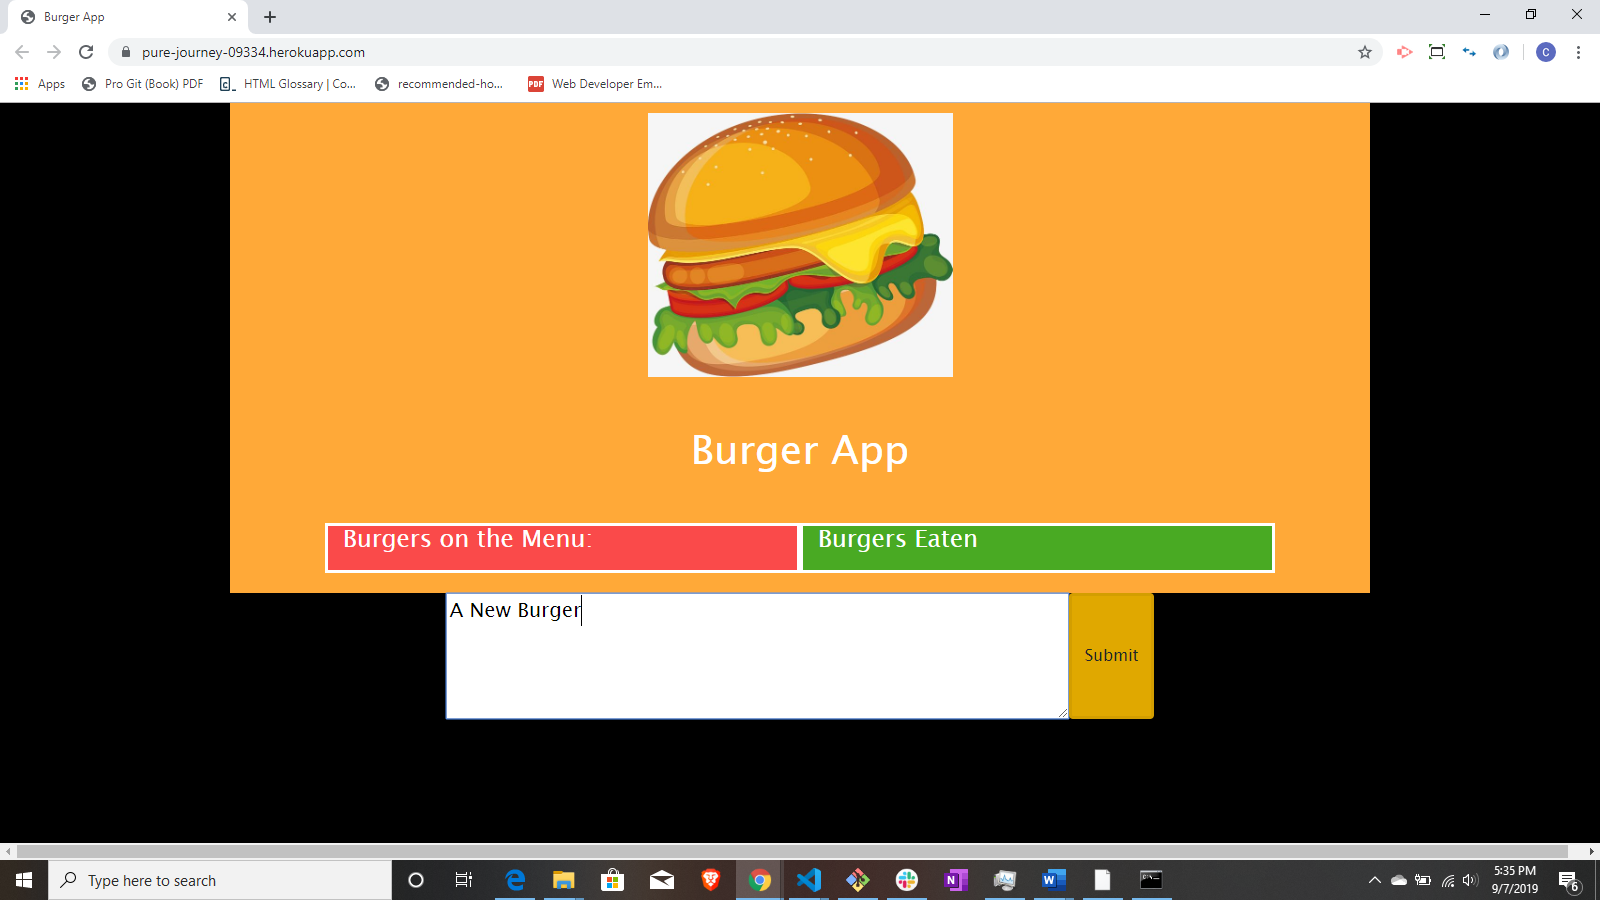 Burger App
pure-journey-09334.herokuapp.com
C
Apps
Pro Git (Book) PDF
HTML Glossary | Co...
recommended-ho...
PDF
Web Developer Em...
Burger App
Burgers on the Menu:
Burgers Eaten
A New Burger
Submit
Type here to search
5:35 PM
9/7/2019
6